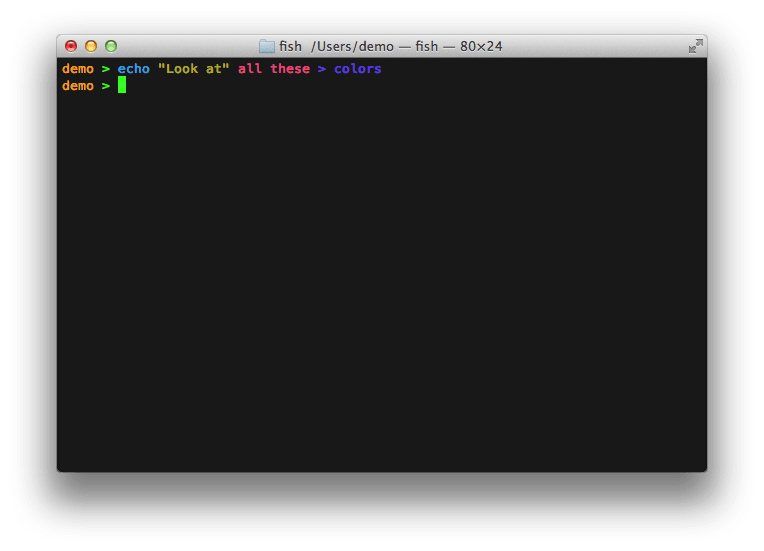 fish /Users/demo — fish — 80×24
demo > echo "Look at" all these > colors
demo >